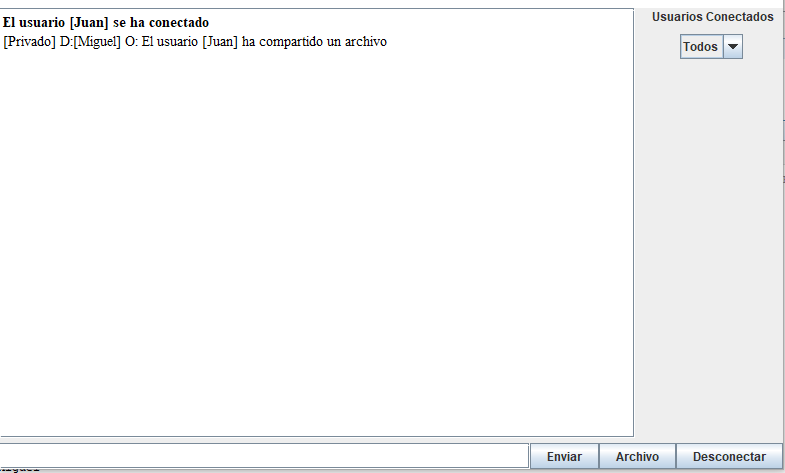 El usuario [Juan] se ha conectado
[Privado] D:[Miguel] O: El usuario [Juan] ha compartido un archivo
Usuarios Conectados
Todos
Enviar
Archivo
Desconectar